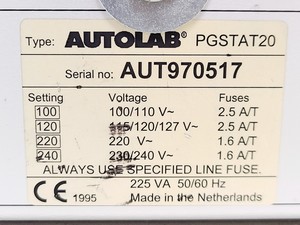 Type: AUTOLAB® PGSTAT20
Serial no: AUT970517
Setting Voltage Fuses
100 100/110 V~ 2.5 A/T
120 115/120/127 V~ 2.5 A/T
220 220 V~ 1.6 A/T
240 230/240 V~ 1.6 A/T
ALWAYS USE SPECIFIED LINE FUSE.
225 VA 50/60 Hz
CE 1995 Made in the Netherlands